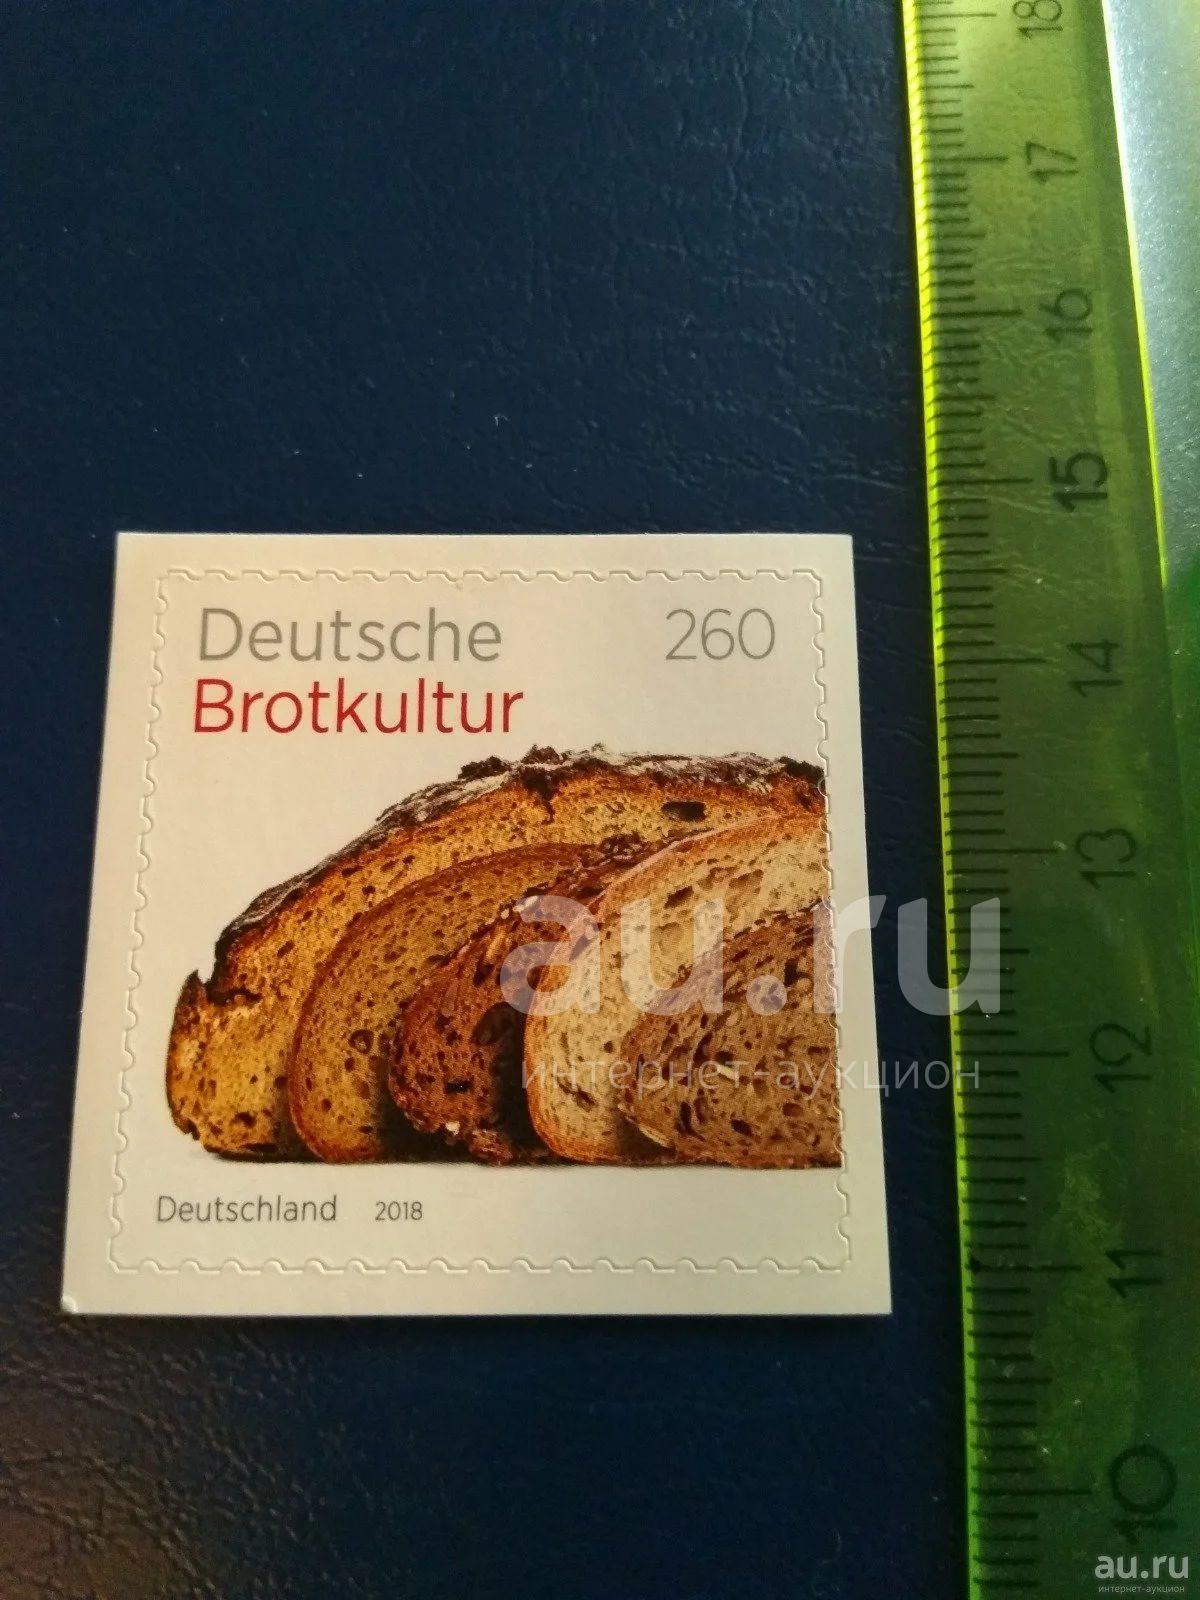 18
17
16
15
Deutsche 260
Brotkultur
14
13
au.ru
интернет-аукцион
12
Deutschland 2018
11
10
au.ru
интернет-аукцион